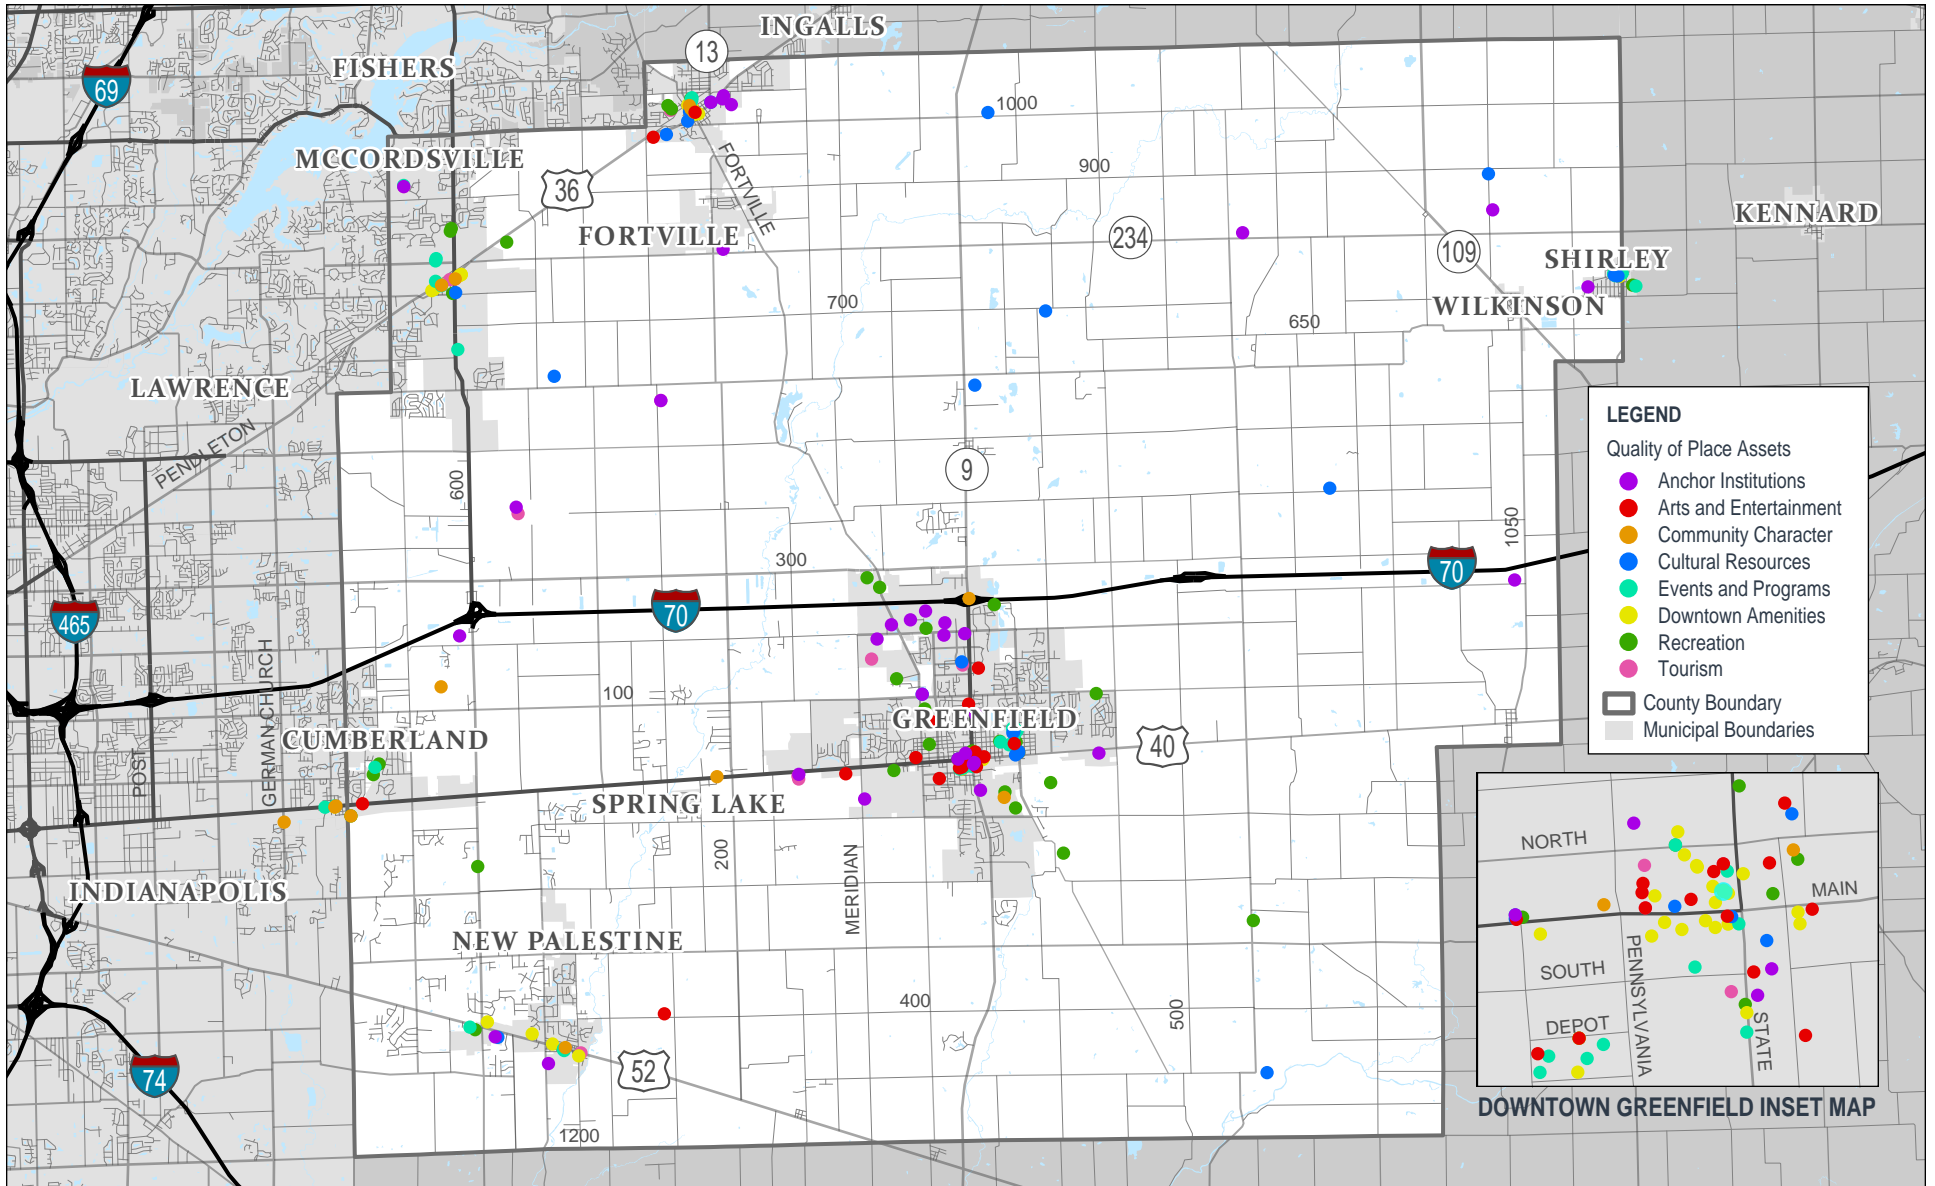 INGALLS
13
FISHERS
69
1000
MCCORDSVILLE
FORTVILLE
900
36
KENNARD
FORTVILLE
234
109
SHIRLEY
700
WILKINSON
650
LAWRENCE
PENDLETON
9
600
1050
300
70
70
465
GERMANCHURCH
100
GREENFIELD
CUMBERLAND
40
POST
SPRING LAKE
200
MERIDIAN
INDIANAPOLIS
NEW PALESTINE
400
500
52
74
1200
LEGEND
Quality of Place Assets
Anchor Institutions
Arts and Entertainment
Community Character
Cultural Resources
Events and Programs
Downtown Amenities
Recreation
Tourism
County Boundary
Municipal Boundaries
NORTH
MAIN
SOUTH
PENNSYLVANIA
DEPOT
STATE
DOWNTOWN GREENFIELD INSET MAP